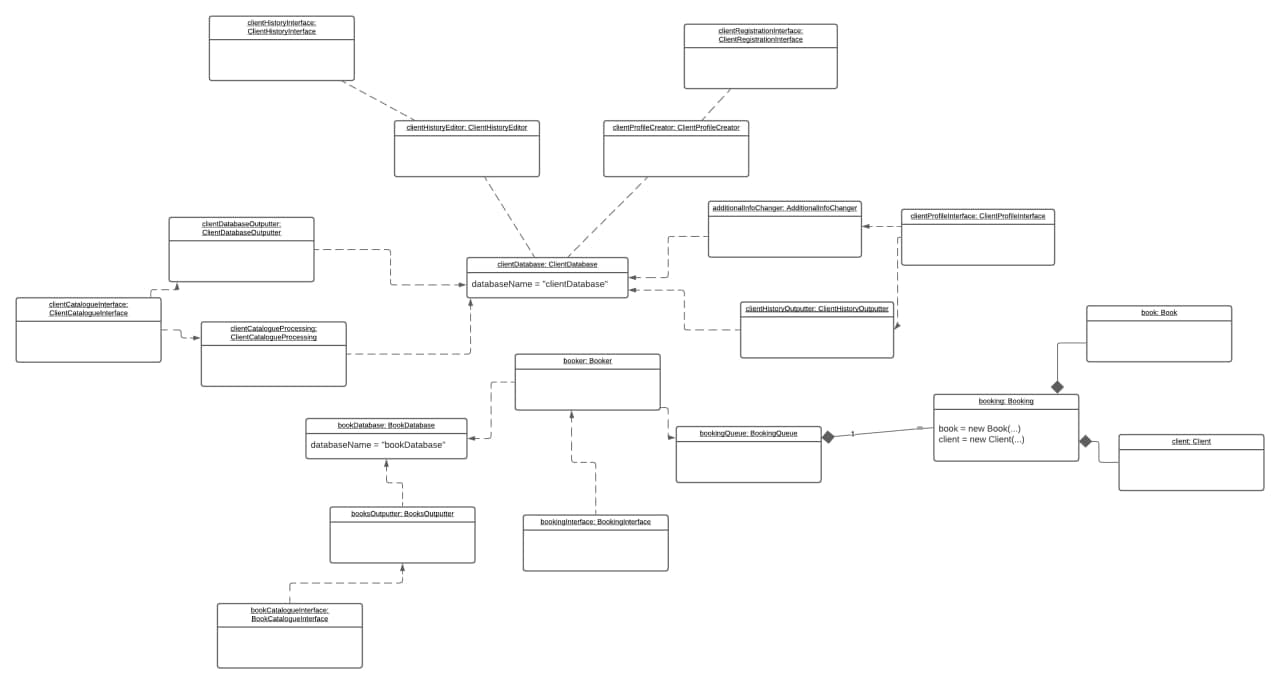 clientHistoryInterface:
ClientHistoryInterface
clientRegistrationInterface:
ClientRegistrationInterface
clientHistoryEditor: ClientHistoryEditor
clientProfileCreator: ClientProfileCreator
additionalInfoChanger: AdditionalInfoChanger
clientProfileInterface: ClientProfileInterface
clientDatabaseOutputter:
ClientDatabaseOutputter
clientDatabase: ClientDatabase
databaseName = "clientDatabase"
clientCatalogueInterface:
ClientCatalogueInterface
clientHistoryOutputter: ClientHistoryOutputter
book: Book
clientCatalogueProcessing:
ClientCatalogueProcessing
booker: Booker
booking: Booking
book = new Book(...)
client = new Client(...)
bookDatabase: BookDatabase
databaseName = "bookDatabase"
bookingQueue: BookingQueue
1
client: Client
booksOutputter: BooksOutputter
bookingInterface: BookingInterface
bookCatalogueInterface:
BookCatalogueInterface